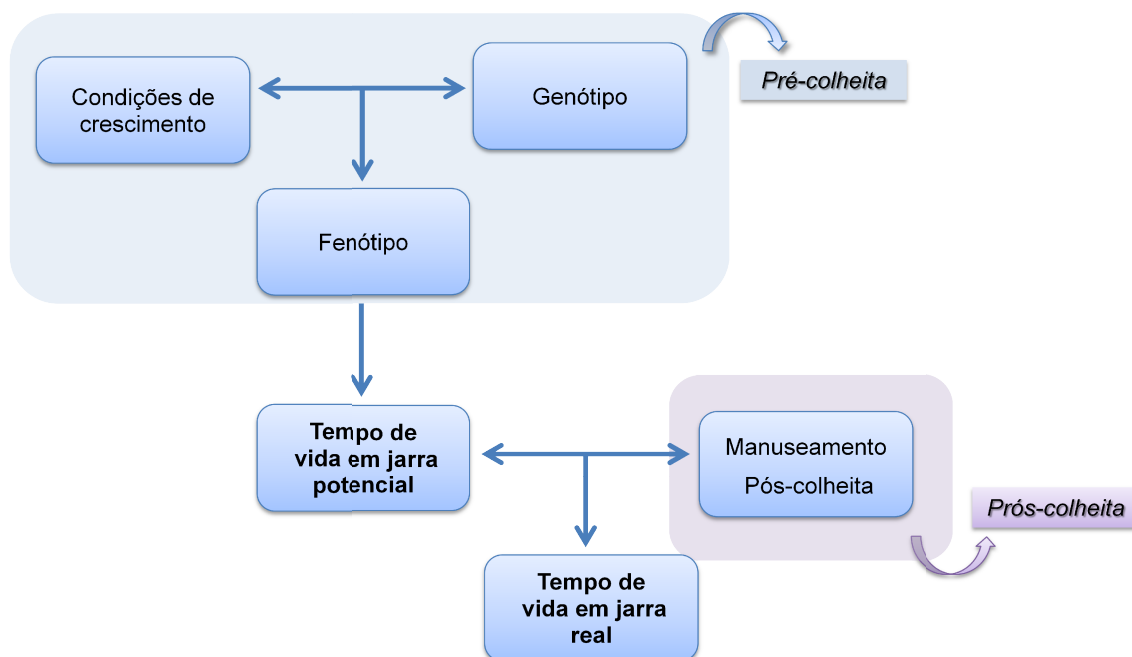 Condições de
crescimento
Genótipo
Pré-colheita
Fenótipo
Tempo de
vida em jarra
potencial
Manuseamento
Pós-colheita
Prós-colheita
Tempo de
vida em jarra
real